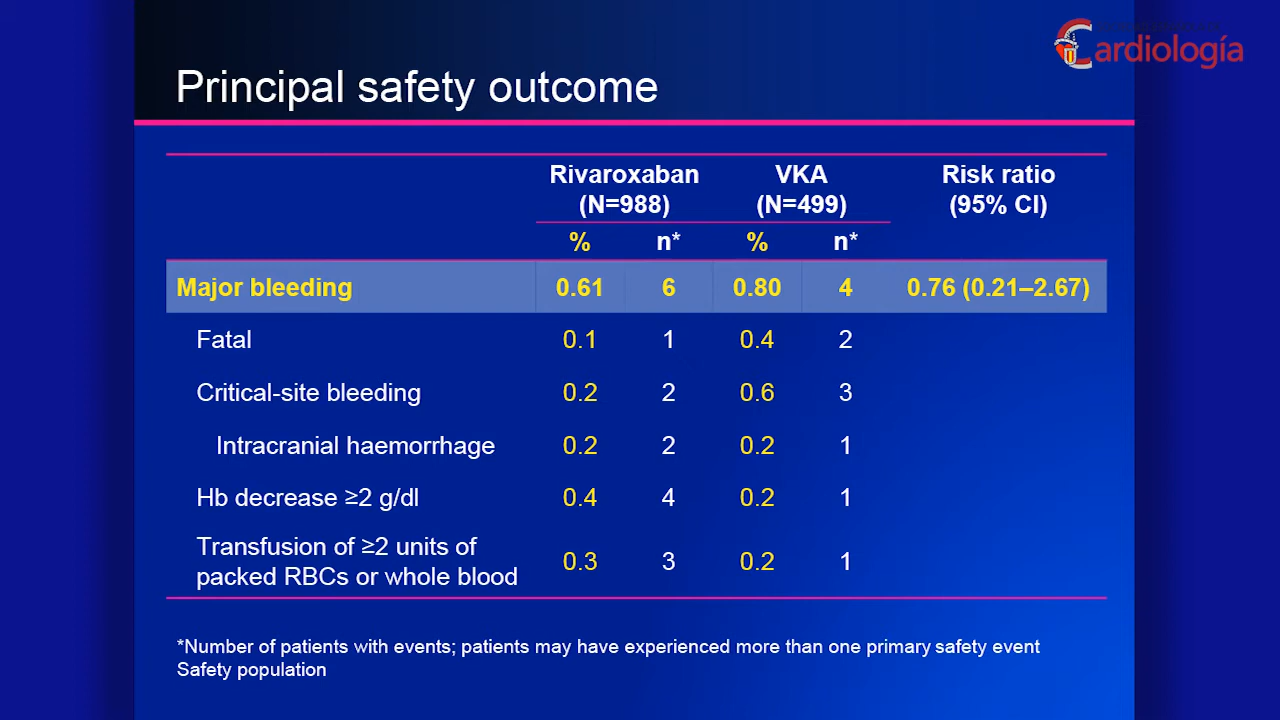 Cardiología
Principal safety outcome
Rivaroxaban VKA Risk ratio
(N=988) (N=499) (95% CI)
% n* % n*
Major bleeding 0.61 6 0.80 4 0.76 (0.21–2.67)
Fatal 0.1 1 0.4 2
Critical-site bleeding 0.2 2 0.6 3
Intracranial haemorrhage 0.2 2 0.2 1
Hb decrease ≥2 g/dl 0.4 4 0.2 1
Transfusion of ≥2 units of
packed RBCs or whole blood 0.3 3 0.2 1
*Number of patients with events; patients may have experienced more than one primary safety event
Safety population